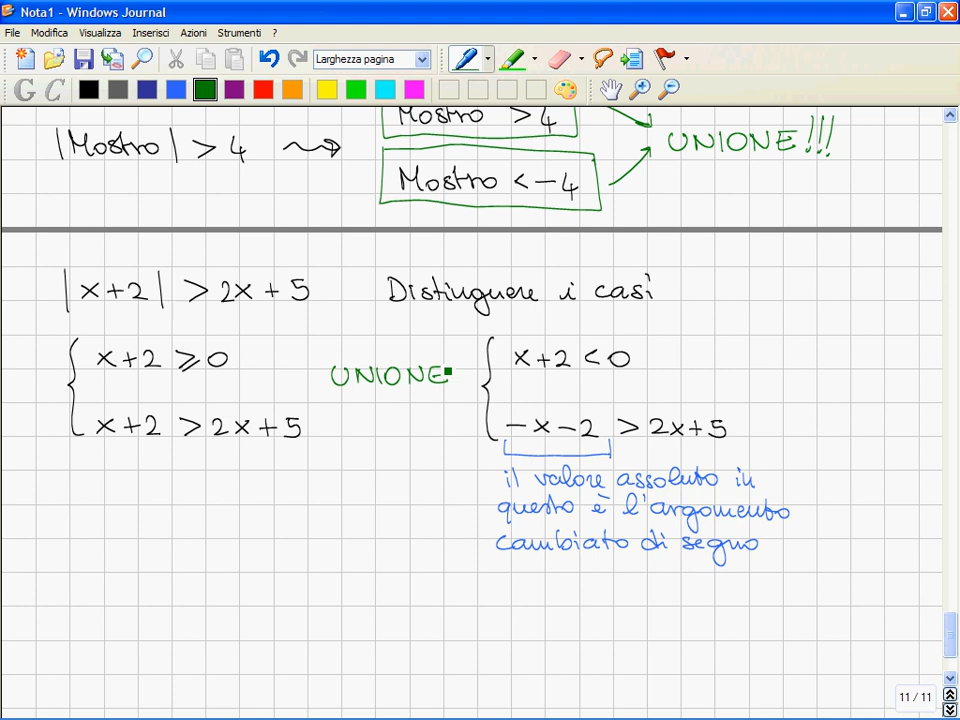 Nota1 - Windows Journal
File Modifica Visualizza Inserisci Azioni Strumenti ?
Larghezza pagina
G C
Mostro > 4
|Mostro| > 4
UNIONE!!!
Mostro < -4
|x+2| > 2x + 5 Distinguere i casi
x+2 ⩾ 0 x+2 < 0
UNIONE
x+2 > 2x+5 -x-2 > 2x+5
il valore assoluto in
questo è l'argomento
cambiato di segno
11 / 11